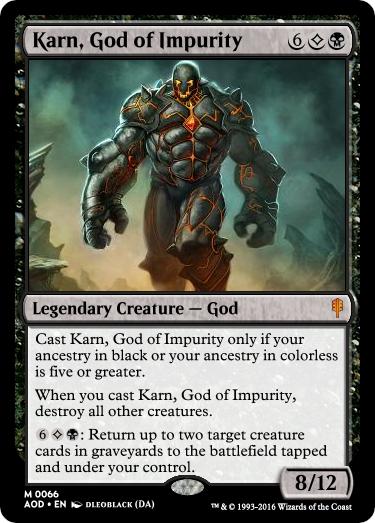 Karn, God of Impurity 6◇
Legendary Creature — God
Cast Karn, God of Impurity only if your
ancestry in black or your ancestry in colorless
is five or greater.
When you cast Karn, God of Impurity,
destroy all other creatures.
6◇: Return up to two target creature
cards in graveyards to the battlefield tapped
and under your control.
8/12
M 0066
AOD • EN DLEOBLACK (DA)
™ & © 1993-2016 Wizards of the Coast